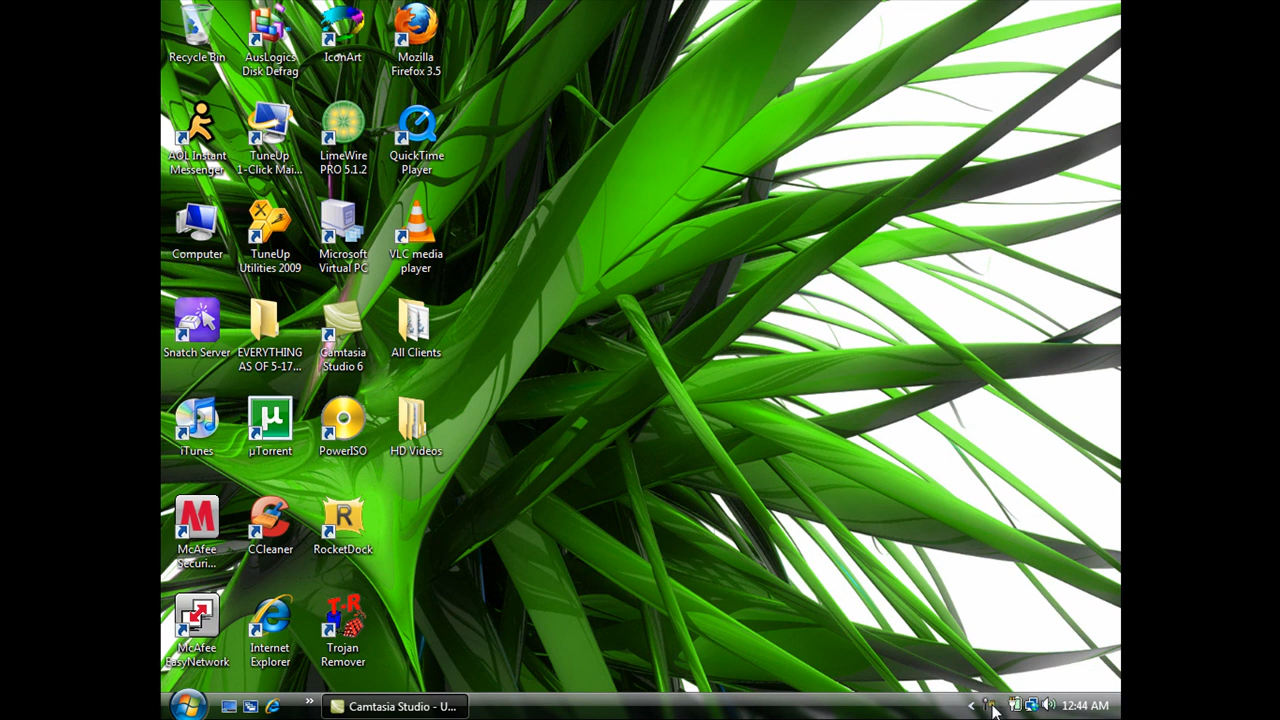 Recycle Bin
AusLogics
Disk Defrag
IconArt
Mozilla
Firefox 3.5
AOL Instant
Messenger
TuneUp
1-Click Mai...
LimeWire
PRO 5.1.2
QuickTime
Player
Computer
TuneUp
Utilities 2009
Microsoft
Virtual PC
VLC media
player
Snatch Server
EVERYTHING
AS OF 5-17...
Camtasia
Studio 6
All Clients
iTunes
µ
µTorrent
PowerISO
HD Videos
M
McAfee
Securi...
CCleaner
R
RocketDock
McAfee
EasyNetwork
Internet
Explorer
T-R
Trojan
Remover
Camtasia Studio - U...
12:44 AM